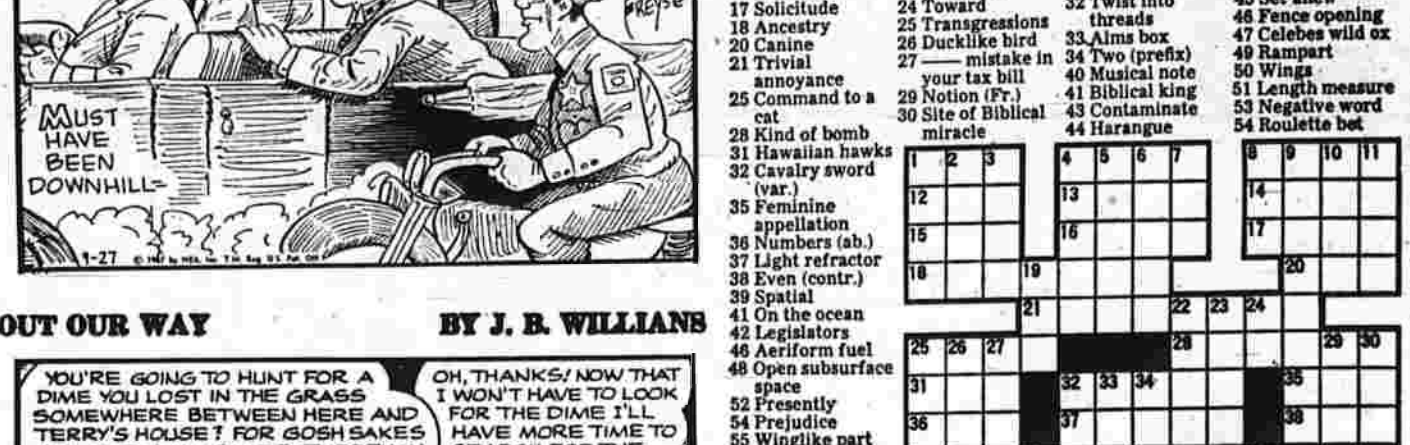 MUST
HAVE
BEEN
DOWNHILL-
9-27
OUT OUR WAY
BY J. B. WILLIANS
YOU'RE GOING TO HUNT FOR A
DIME YOU LOST IN THE GRASS
SOMEWHERE BETWEEN HERE AND
TERRY'S HOUSE? FOR GOSH SAKES
OH, THANKS! NOW THAT
I WON'T HAVE TO LOOK
FOR THE DIME I'LL
HAVE MORE TIME TO
17 Solicitude
18 Ancestry
20 Canine
21 Trivial
annoyance
25 Command to a
cat
28 Kind of bomb
31 Hawaiian hawks
32 Cavalry sword
(var.)
35 Feminine
appellation
36 Numbers (ab.)
37 Light refractor
38 Even (contr.)
39 Spatial
41 On the ocean
42 Legislators
46 Aeriform fuel
48 Open subsurface
space
52 Presently
54 Prejudice
55 Winglike part
24 Toward
25 Transgressions
26 Ducklike bird
27 —— mistake in
your tax bill
29 Notion (Fr.)
30 Site of Biblical
miracle
32 Twist into
threads
33 Alms box
34 Two (prefix)
40 Musical note
41 Biblical king
43 Contaminate
44 Harangue
46 Fence opening
47 Celebes wild ox
49 Rampart
50 Wings
51 Length measure
53 Negative word
54 Roulette bet
1 2 3 4 5 6 7 8 9 10 11
12 13 14
15 16 17
18 19 20
21 22 23 24
25 26 27 28 29 30
31 32 33 34 35
36 37 38